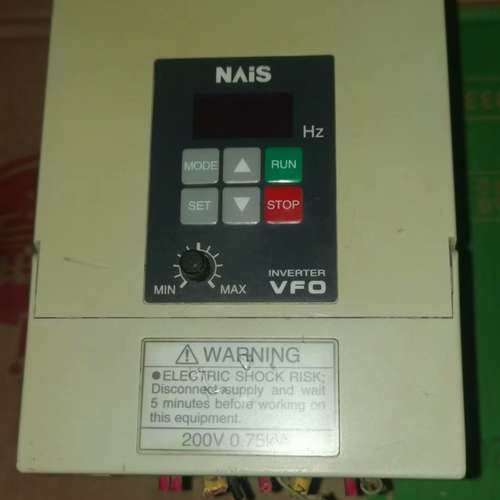 NAiS
Hz
MODE
RUN
SET
STOP
MIN MAX
INVERTER
VFO
WARNING
●ELECTRIC SHOCK RISK;
Disconnect supply and wait
5 minutes before working on
this equipment.
200V 0.75kW